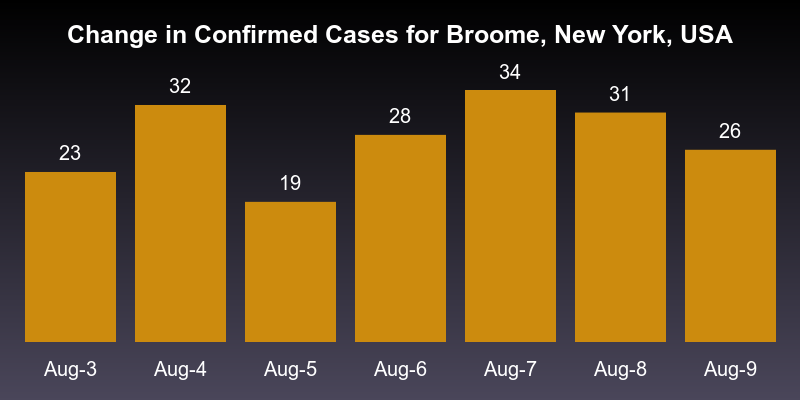 Change in Confirmed Cases for Broome, New York, USA
23
32
19
28
34
31
26
Aug-3
Aug-4
Aug-5
Aug-6
Aug-7
Aug-8
Aug-9